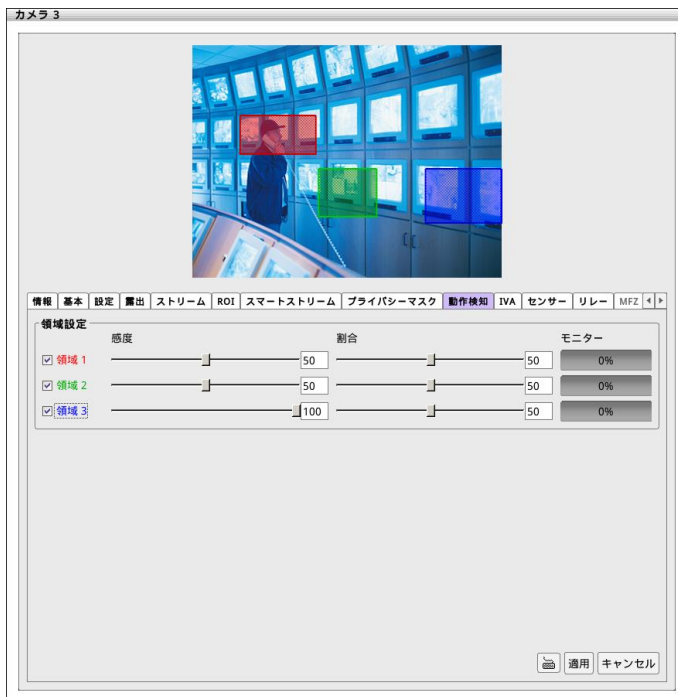 カメラ 3
情報 基本 設定 露出 ストリーム ROI スマートストリーム プライバシーマスク 動作検知 IVA センサー リレー MFZ
領域設定
感度 割合 モニター
領域 1 50 50 0%
領域 2 50 50 0%
領域 3 100 50 0%
適用 キャンセル